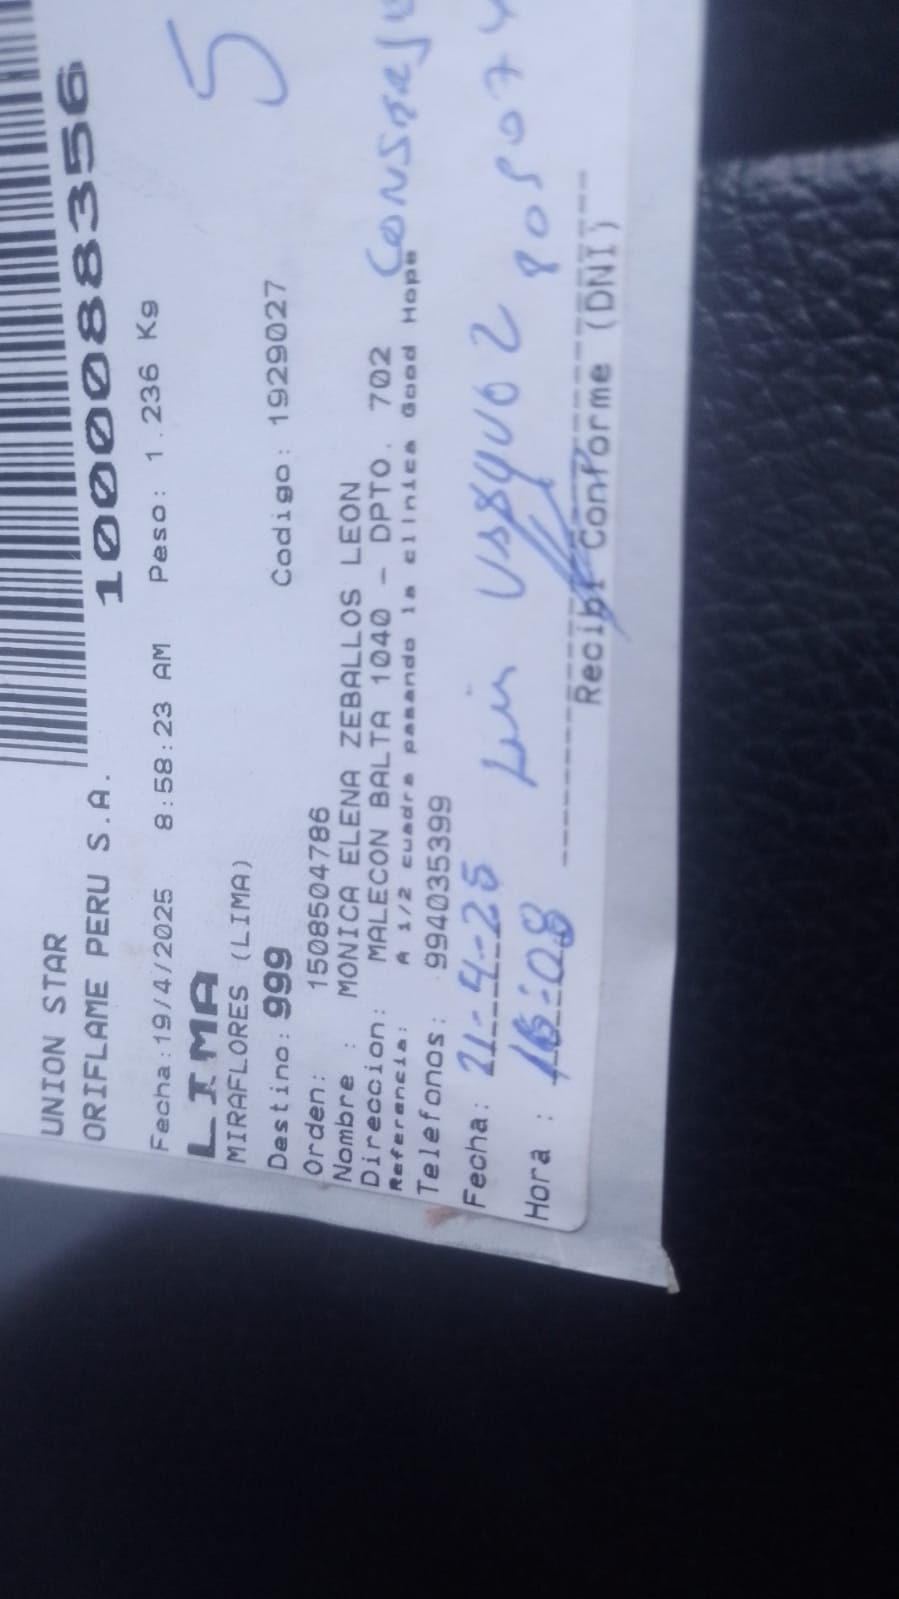 UNION STAR
ORIFLAME PERU S.A. 1000088356
Fecha:19/4/2025 8:58:23 AM Peso: 1.236 Kg
LIMA 5
MIRAFLORES (LIMA)
Destino: 999 Codigo: 1929027
Orden: 1508504786
Nombre : MONICA ELENA ZEBALLOS LEON
Direccion: MALECON BALTA 1040 - DPTO. 702
Referencia: A 1/2 cuadra pasando la clinica Good Hope
Telefonos: 994035399
Fecha: 21-4-25 Luis
Hora : 16:08
Recibi Conforme (DNI)